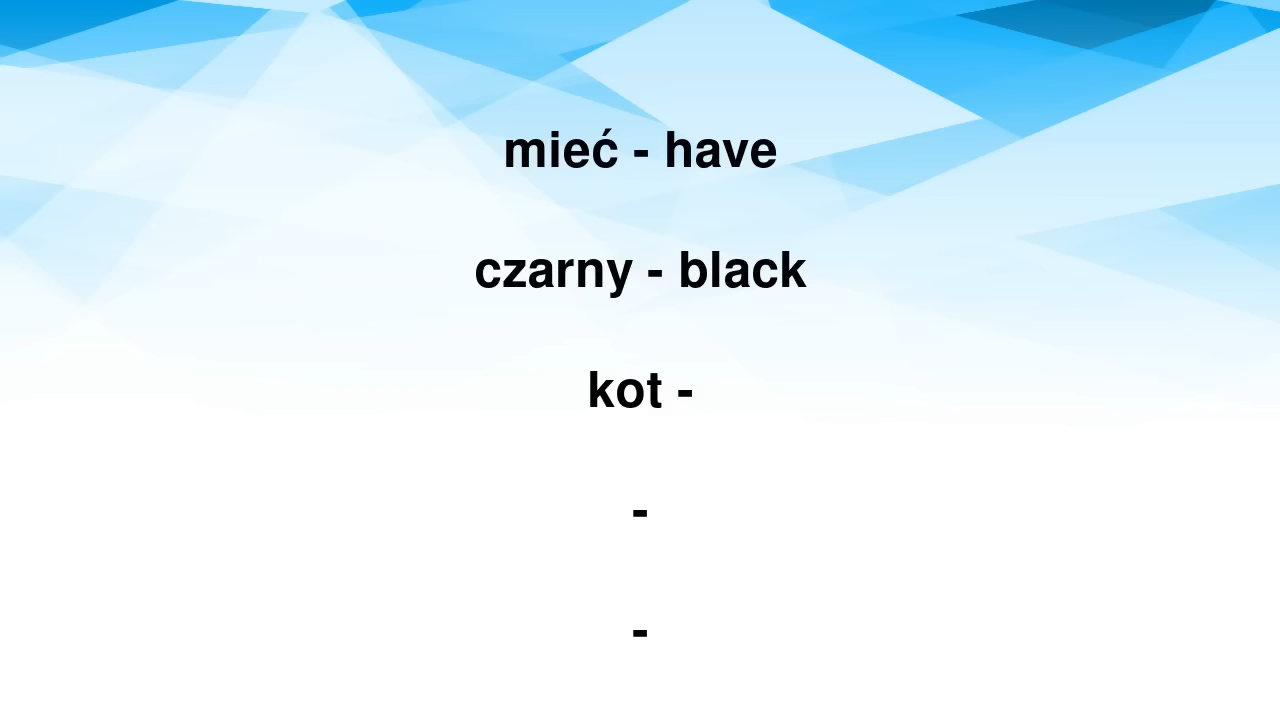 mieć - have
czarny - black
kot -
-
-